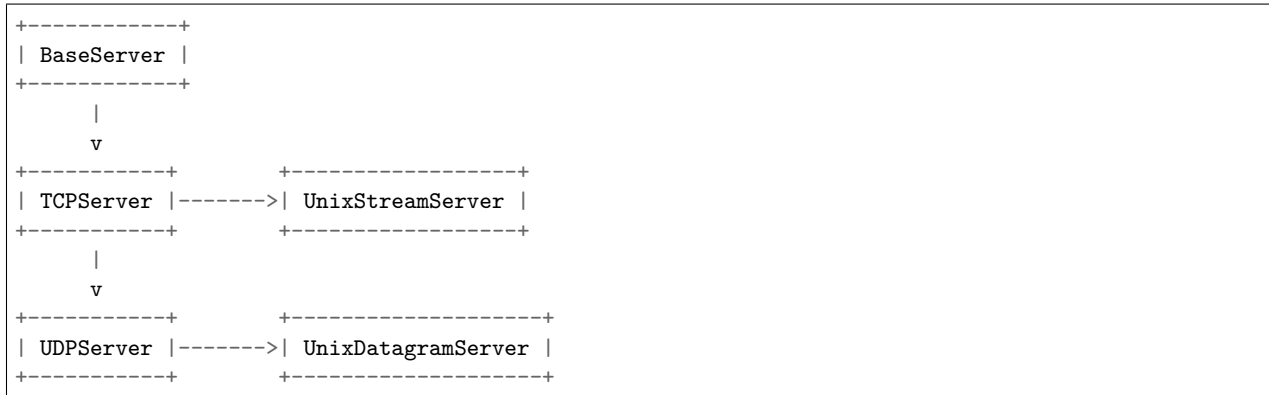 +------------+
| BaseServer |
+------------+
      |
      v
+-----------+        +------------------+
| TCPServer |------->| UnixStreamServer |
+-----------+        +------------------+
      |
      v
+-----------+        +--------------------+
| UDPServer |------->| UnixDatagramServer |
+-----------+        +--------------------+